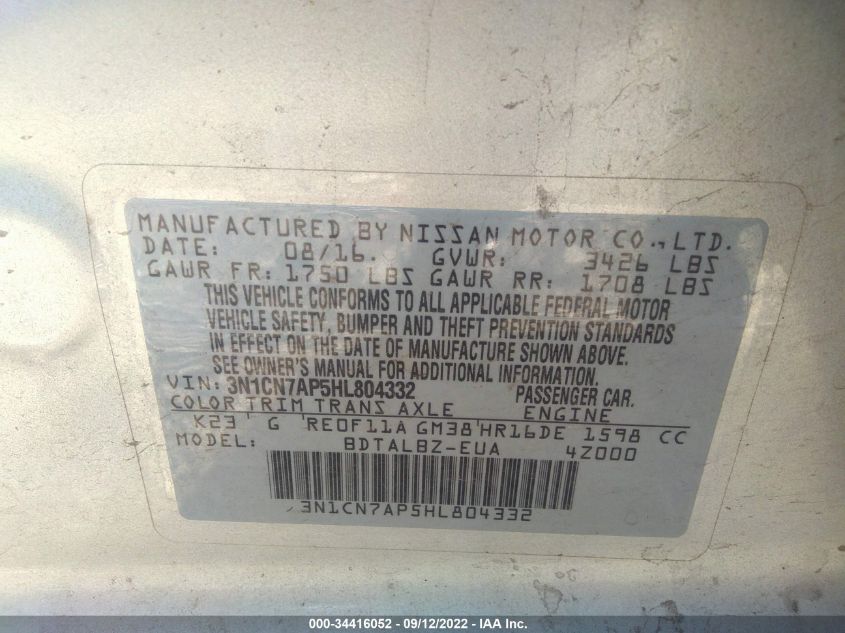 MANUFACTURED BY NISSAN MOTOR CO., LTD.
DATE: 08/16. GVWR: 3426 LBS
GAWR FR: 1750 LBS GAWR RR: 1708 LBS
THIS VEHICLE CONFORMS TO ALL APPLICABLE FEDERAL MOTOR
VEHICLE SAFETY, BUMPER AND THEFT PREVENTION STANDARDS
IN EFFECT ON THE DATE OF MANUFACTURE SHOWN ABOVE.
SEE OWNER'S MANUAL FOR ADDITIONAL INFORMATION.
VIN: 3N1CN7AP5HL804332 PASSENGER CAR.
COLOR TRIM TRANS AXLE ENGINE
K23 ' G 'RE0F11A GM38'HR16DE 1598 CC
MODEL: BDTALBZ-EUA 4Z000
3N1CN7AP5HL804332
000-34416052 - 09/12/2022 - IAA Inc.